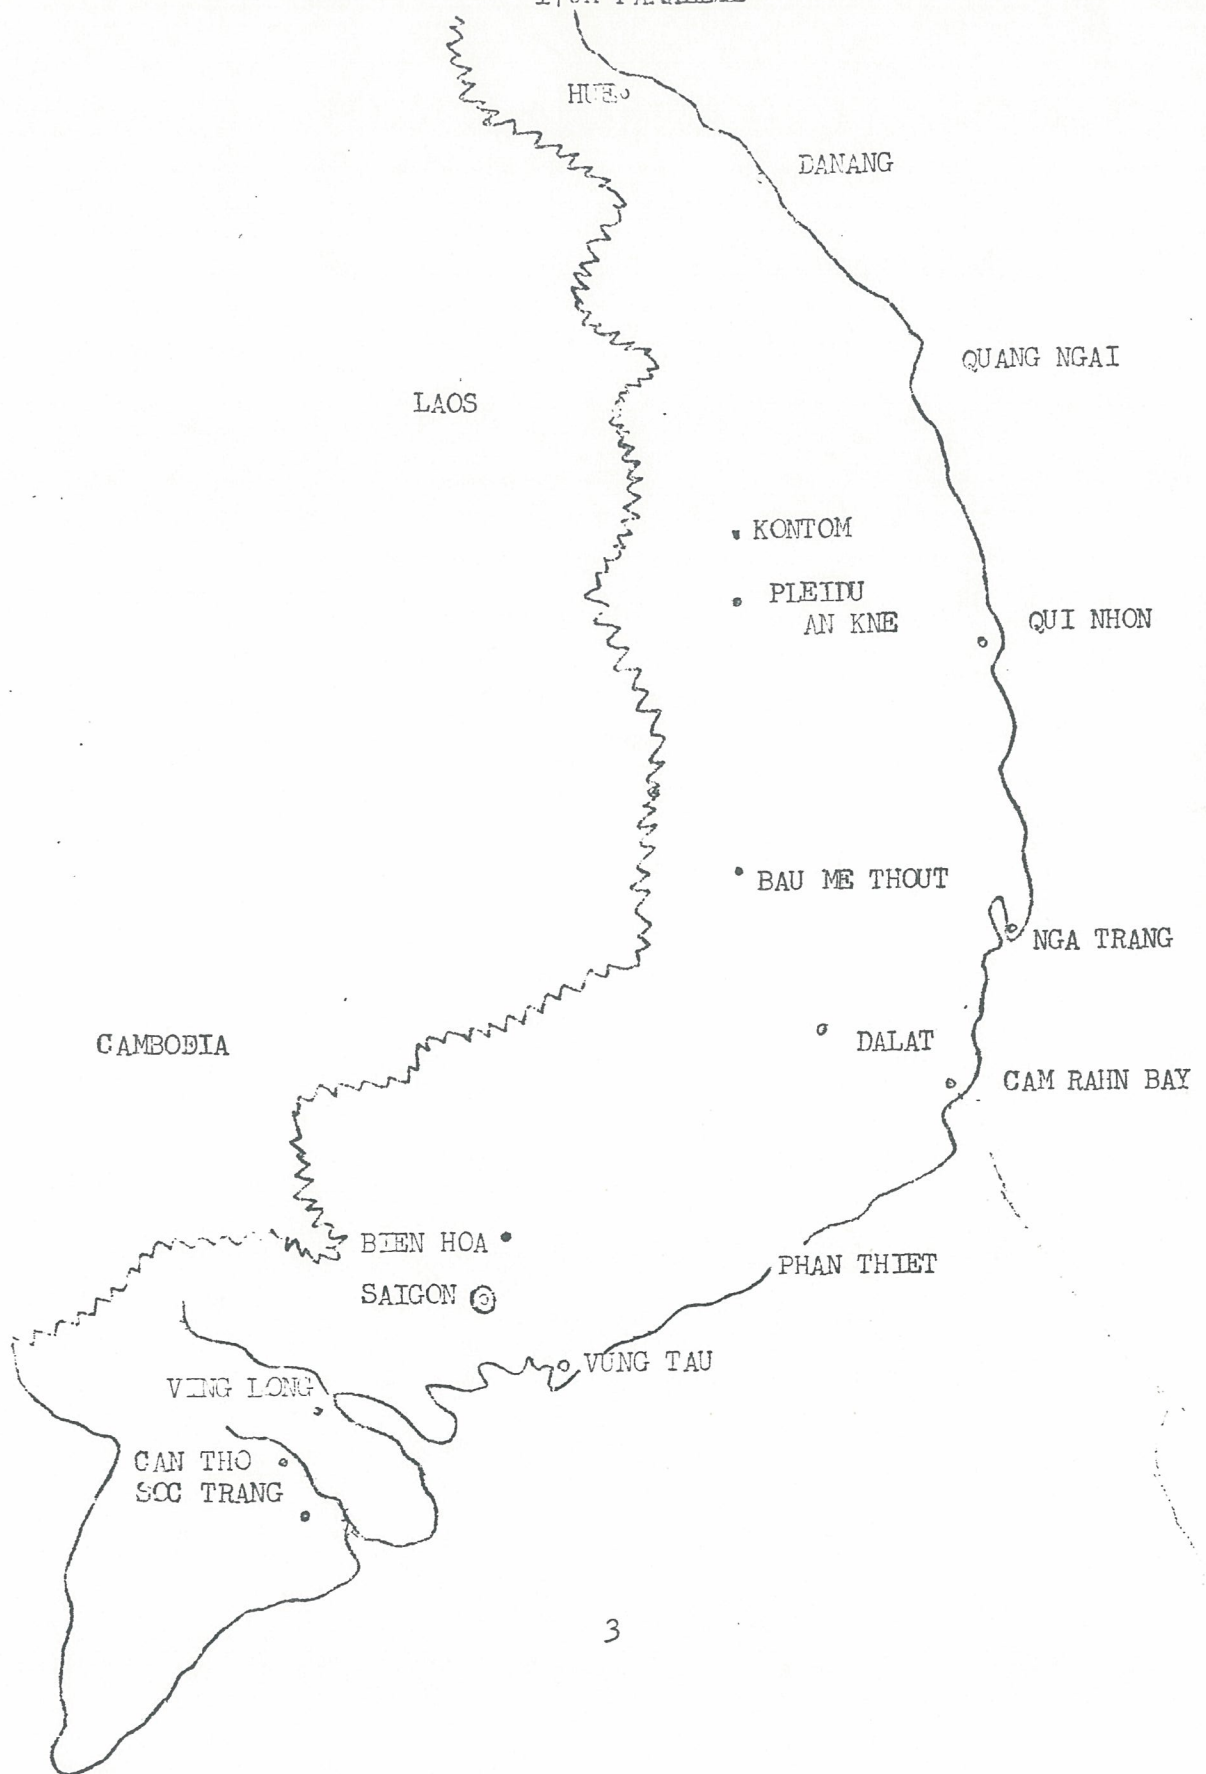 HUE
DANANG
QUANG NGAI
LAOS
KONTOM
PLEIDU
AN KNE
QUI NHON
BAU ME THOUT
NGA TRANG
DALAT
CAMBODIA
CAM RAHN BAY
BIEN HOA
PHAN THIET
SAIGON
VUNG TAU
VING LONG
CAN THO
SOC TRANG
3